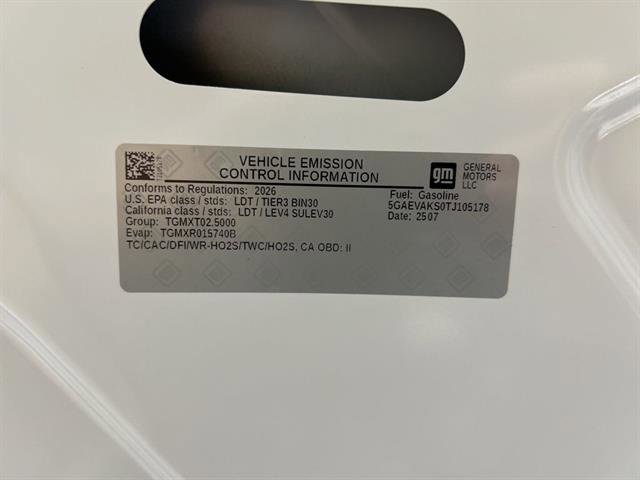 VEHICLE EMISSION
CONTROL INFORMATION
gm
GENERAL
MOTORS
LLC
Conforms to Regulations: 2026
U.S. EPA class / stds: LDT / TIER3 BIN30
California class / stds: LDT / LEV4 SULEV30
Group: TGMXT02.5000
Evap: TGMXR015740B
TC/CAC/DFI/WR-HO2S/TWC/HO2S, CA OBD: II
Fuel: Gasoline
5GAEVAKS0TJ105178
Date: 2507